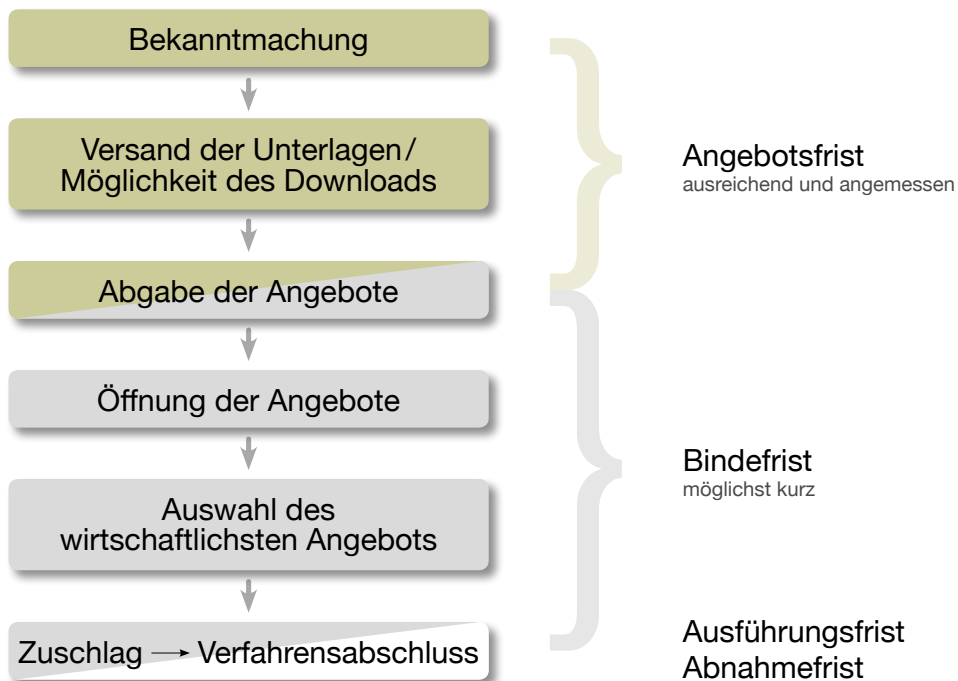 Bekanntmachung
Versand der Unterlagen/
Möglichkeit des Downloads
Abgabe der Angebote
Öffnung der Angebote
Auswahl des
wirtschaftlichsten Angebots
Zuschlag → Verfahrensabschluss
Angebotsfrist
ausreichend und angemessen
Bindefrist
möglichst kurz
Ausführungsfrist
Abnahmefrist